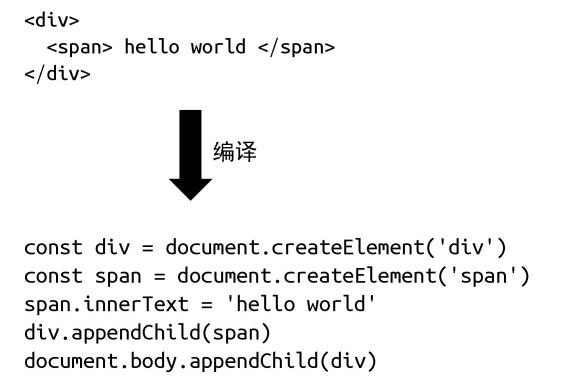 <div>
  <span> hello world </span>
</div>
编译
const div = document.createElement('div')
const span = document.createElement('span')
span.innerText = 'hello world'
div.appendChild(span)
document.body.appendChild(div)